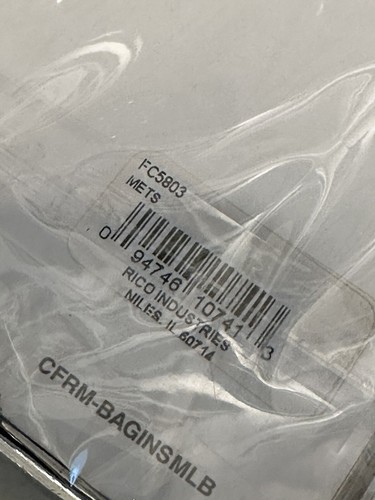 FC5803
METS
0 94746 10741 3
RICO INDUSTRIES
NILES, IL 60714
CFRM-BAGINSMLB